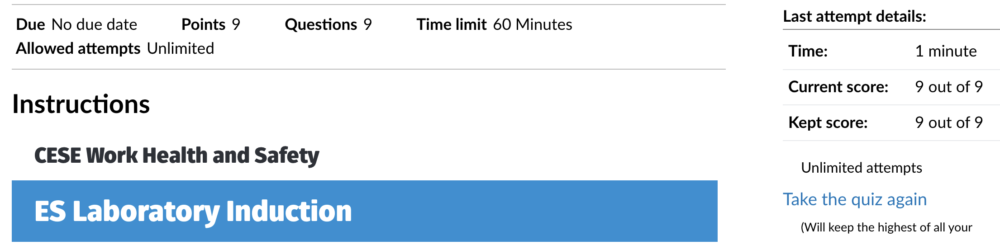 Due No due date Points 9 Questions 9 Time limit 60 Minutes
Allowed attempts Unlimited
Instructions
CESE Work Health and Safety
ES Laboratory Induction
Last attempt details:
Time: 1 minute
Current score: 9 out of 9
Kept score: 9 out of 9
Unlimited attempts
Take the quiz again
(Will keep the highest of all your